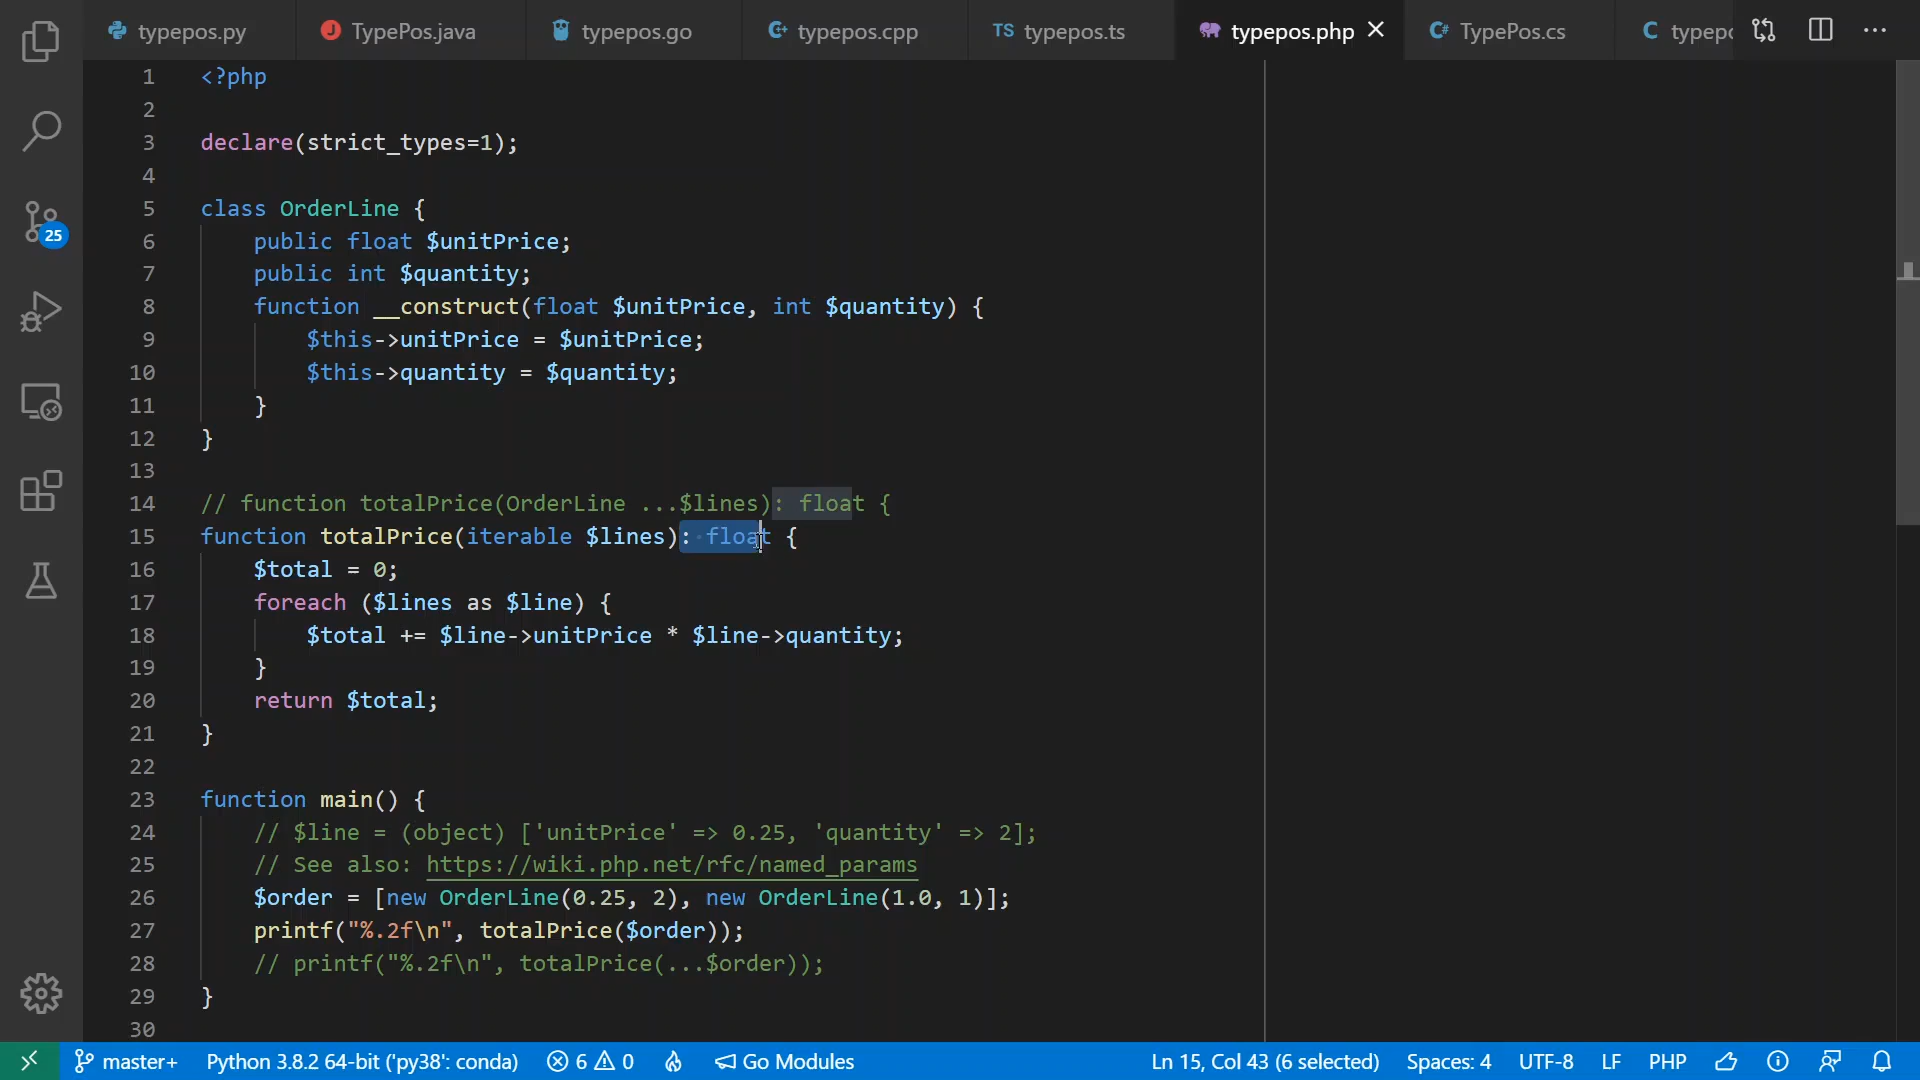 typepos.py TypePos.java typepos.go typepos.cpp TS typepos.ts typepos.php TypePos.cs typepo
1 <?php
2
3 declare(strict_types=1);
4
5 class OrderLine {
6     public float $unitPrice;
7     public int $quantity;
8     function __construct(float $unitPrice, int $quantity) {
9         $this->unitPrice = $unitPrice;
10         $this->quantity = $quantity;
11     }
12 }
13
14 // function totalPrice(OrderLine ...$lines): float {
15 function totalPrice(iterable $lines): float {
16     $total = 0;
17     foreach ($lines as $line) {
18         $total += $line->unitPrice * $line->quantity;
19     }
20     return $total;
21 }
22
23 function main() {
24     // $line = (object) ['unitPrice' => 0.25, 'quantity' => 2];
25     // See also: https://wiki.php.net/rfc/named_params
26     $order = [new OrderLine(0.25, 2), new OrderLine(1.0, 1)];
27     printf("%.2f\n", totalPrice($order));
28     // printf("%.2f\n", totalPrice(...$order));
29 }
30
25
master+ Python 3.8.2 64-bit ('py38': conda) 6 0 Go Modules Ln 15, Col 43 (6 selected) Spaces: 4 UTF-8 LF PHP